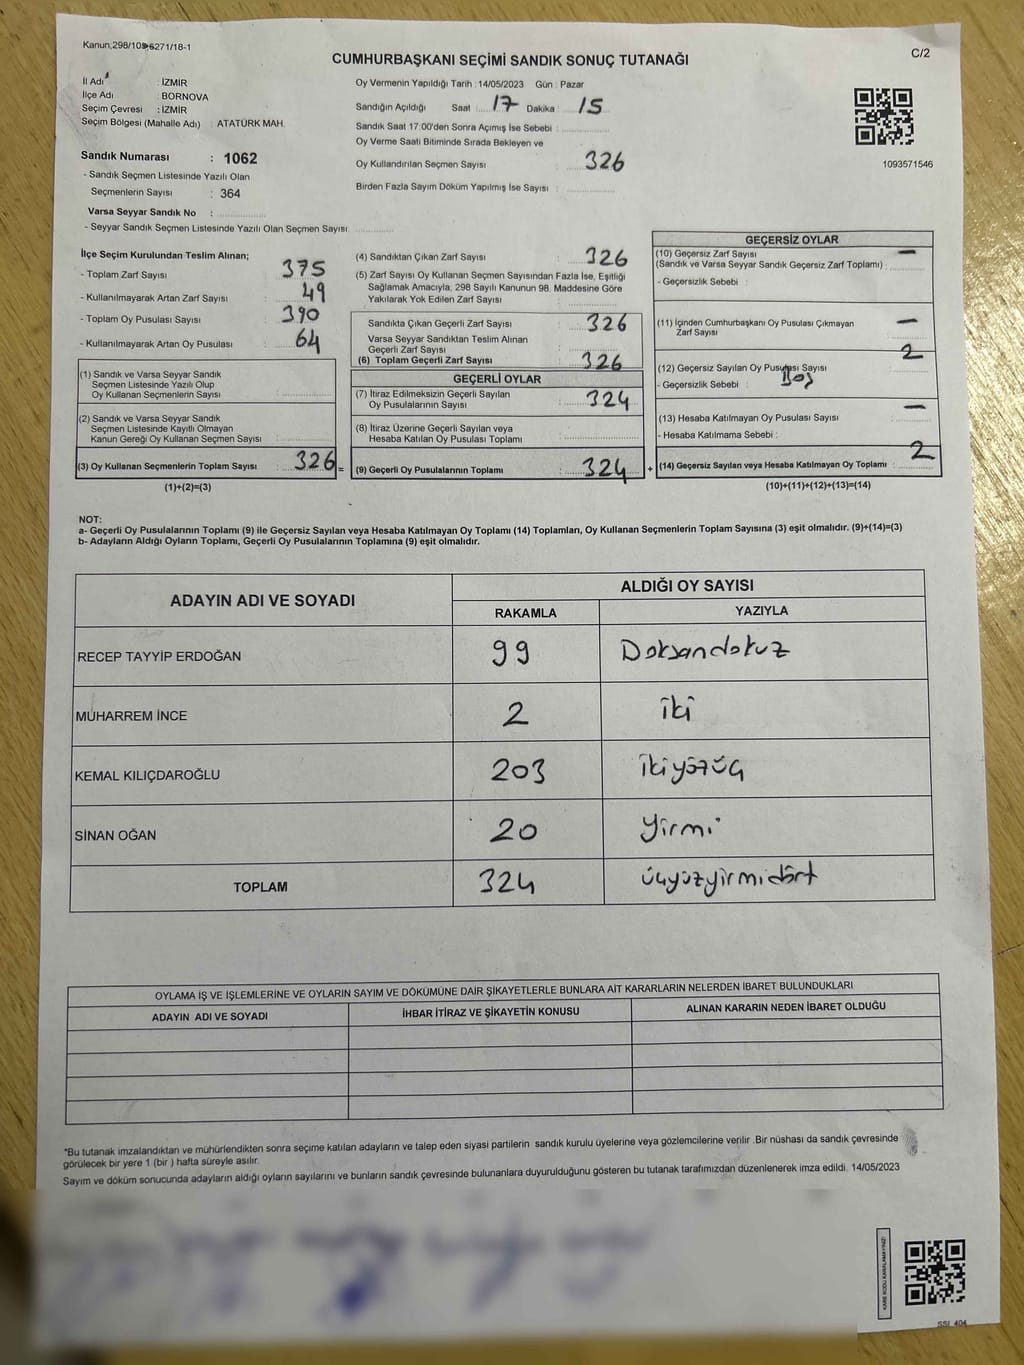 Kanun,298/105-6271/18-1
C/2
CUMHURBAŞKANI SEÇİMİ SANDIK SONUÇ TUTANAĞI
İl Adı : İZMİR
İlçe Adı : BORNOVA
Seçim Çevresi : İZMİR
Seçim Bölgesi (Mahalle Adı) : ATATÜRK MAH.
Sandık Numarası : 1062
- Sandık Seçmen Listesinde Yazılı Olan
Seçmenlerin Sayısı : 364
Varsa Seyyar Sandık No :
- Seyyar Sandık Seçmen Listesinde Yazılı Olan Seçmen Sayısı:
Oy Vermenin Yapıldığı Tarih : 14/05/2023 Gün : Pazar
Sandığın Açıldığı Saat : 17 Dakika : 15
Sandık Saat 17:00'den Sonra Açımış İse Sebebi :
Oy Verme Saati Bitiminde Sırada Bekleyen ve
Oy Kullandırılan Seçmen Sayısı : 326
Birden Fazla Sayım Döküm Yapılmış İse Sayısı :
1093571546
İlçe Seçim Kurulundan Teslim Alınan;
- Toplam Zarf Sayısı : 375
- Kullanılmayarak Artan Zarf Sayısı : 49
- Toplam Oy Pusulası Sayısı : 390
- Kullanılmayarak Artan Oy Pusulası : 64
(1) Sandık ve Varsa Seyyar Sandık
Seçmen Listesinde Yazılı Olup
Oy Kullanan Seçmenlerin Sayısı :
(2) Sandık ve Varsa Seyyar Sandık
Seçmen Listesinde Kayıtlı Olmayan
Kanun Gereği Oy Kullanan Seçmen Sayısı :
(3) Oy Kullanan Seçmenlerin Toplam Sayısı : 326 =
(1)+(2)=(3)
(4) Sandıktan Çıkan Zarf Sayısı : 326
(5) Zarf Sayısı Oy Kullanan Seçmen Sayısından Fazla İse, Eşitliği
Sağlamak Amacıyla, 298 Sayılı Kanunun 98. Maddesine Göre
Yakılarak Yok Edilen Zarf Sayısı :
Sandıkta Çıkan Geçerli Zarf Sayısı : 326
Varsa Seyyar Sandıktan Teslim Alınan
Geçerli Zarf Sayısı :
(6) Toplam Geçerli Zarf Sayısı : 326
GEÇERLİ OYLAR
(7) İtiraz Edilmeksizin Geçerli Sayılan
Oy Pusulalarının Sayısı : 324
(8) İtiraz Üzerine Geçerli Sayılan veya
Hesaba Katılan Oy Pusulası Toplamı :
(9) Geçerli Oy Pusulalarının Toplamı : 324 +
GEÇERSİZ OYLAR
(10) Geçersiz Zarf Sayısı —
(Sandık ve Varsa Seyyar Sandık Geçersiz Zarf Toplamı) :
- Geçersizlik Sebebi :
(11) İçinden Cumhurbaşkanı Oy Pusulası Çıkmayan —
Zarf Sayısı
2
(12) Geçersiz Sayılan Oy Pusulası Sayısı
- Geçersizlik Sebebi : Boş
(13) Hesaba Katılmayan Oy Pusulası Sayısı : —
- Hesaba Katılmama Sebebi :
(14) Geçersiz Sayılan veya Hesaba Katılmayan Oy Toplamı : 2
(10)+(11)+(12)+(13)=(14)
NOT:
a- Geçerli Oy Pusulalarının Toplamı (9) ile Geçersiz Sayılan veya Hesaba Katılmayan Oy Toplamı (14) Toplamları, Oy Kullanan Seçmenlerin Toplam Sayısına (3) eşit olmalıdır. (9)+(14)=(3)
b- Adayların Aldığı Oyların Toplamı, Geçerli Oy Pusulalarının Toplamına (9) eşit olmalıdır.
ADAYIN ADI VE SOYADI
ALDIĞI OY SAYISI
RAKAMLA YAZIYLA
RECEP TAYYİP ERDOĞAN 99 Doksandokuz
MUHARREM İNCE 2 iki
KEMAL KILIÇDAROĞLU 203 ikiyüzüç
SİNAN OĞAN 20 yirmi
TOPLAM 324 üçyüzyirmidört
OYLAMA İŞ VE İŞLEMLERİNE VE OYLARIN SAYIM VE DÖKÜMÜNE DAİR ŞİKAYETLERLE BUNLARA AİT KARARLARIN NELERDEN İBARET BULUNDUKLARI
ADAYIN ADI VE SOYADI İHBAR İTİRAZ VE ŞİKAYETİN KONUSU ALINAN KARARIN NEDEN İBARET OLDUĞU
*Bu tutanak imzalandıktan ve mühürlendikten sonra seçime katılan adayların ve talep eden siyasi partilerin sandık kurulu üyelerine veya gözlemcilerine verilir .Bir nüshası da sandık çevresinde
görülecek bir yere 1 (bir ) hafta süreyle asılır.
Sayım ve döküm sonucunda adayların aldığı oyların sayılarını ve bunların sandık çevresinde bulunanlara duyurulduğunu gösteren bu tutanak tarafımızdan düzenlenerek imza edildi. 14/05/2023
KARE KODU KARALAMAYINIZ!
SSI_404